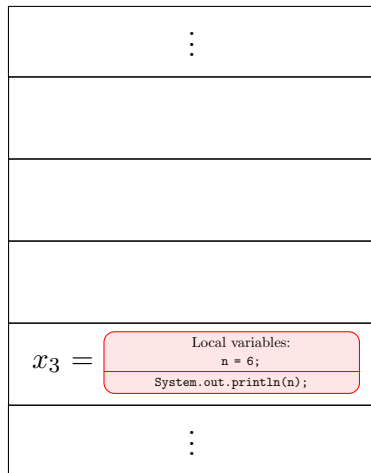 ⋮
x₃ =
Local variables:
n = 6;
System.out.println(n);
⋮